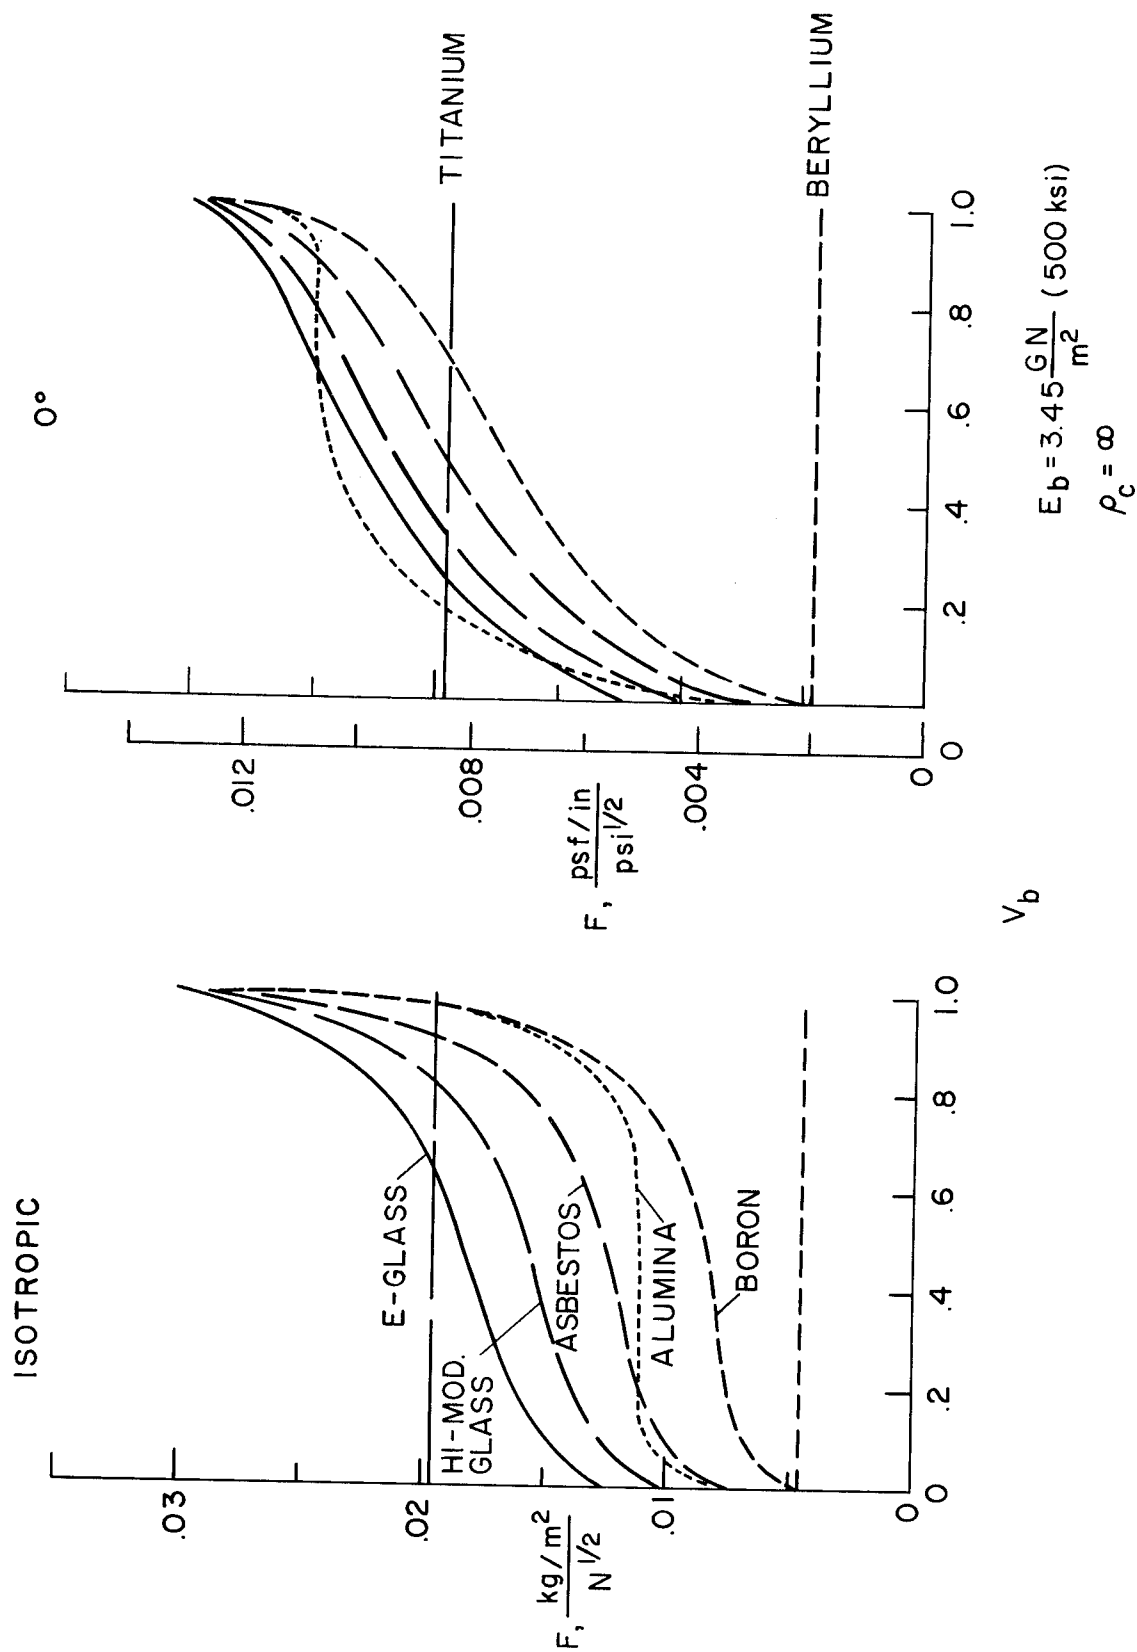 ISOTROPIC
0°
.03
.02
.01
0
F, kg/m²
N^1/2
E-GLASS
HI-MOD.
GLASS
ASBESTOS
ALUMINA
BORON
0
.2
.4
.6
.8
1.0
V_b
.012
.008
.004
0
F, psf/in
psi^1/2
TITANIUM
BERYLLIUM
0
.2
.4
.6
.8
1.0
E_b = 3.45 GN/m² (500 ksi)
ρ_c = ∞